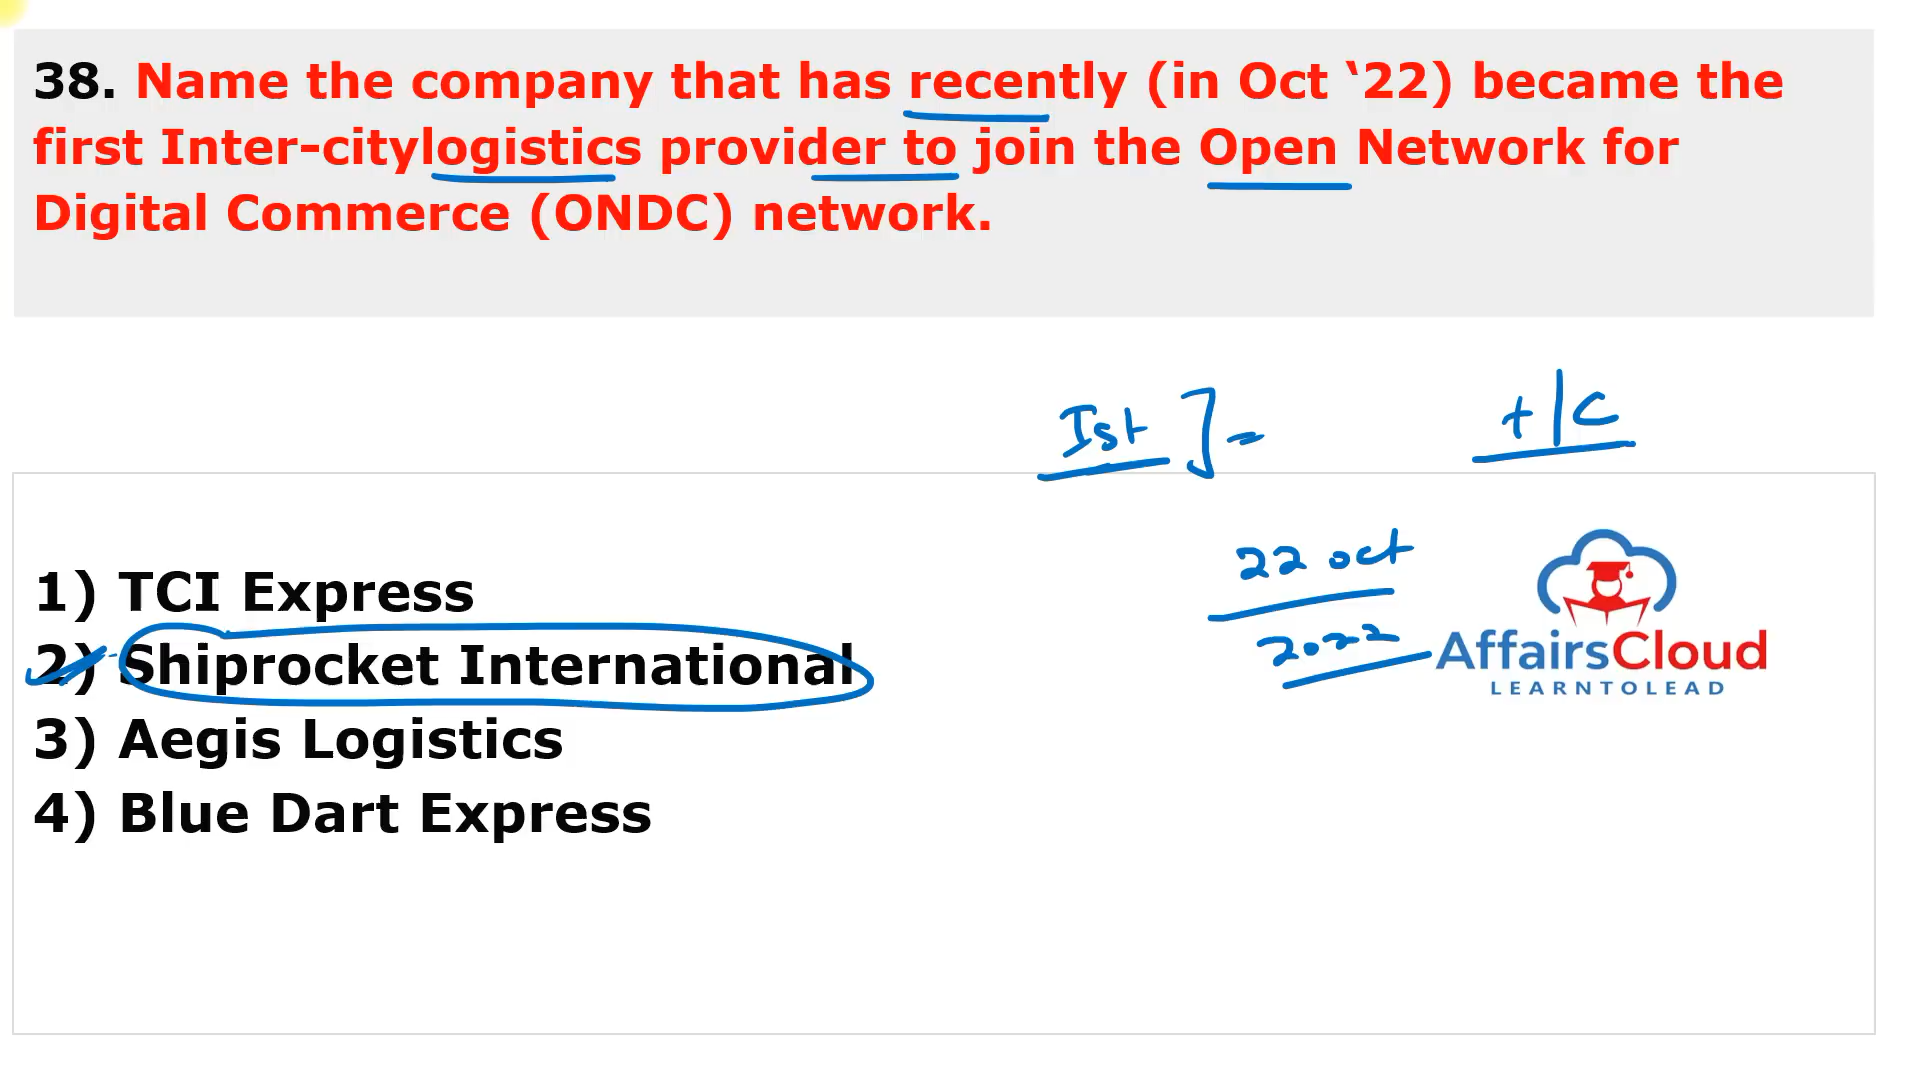 38. Name the company that has recently (in Oct ‘22) became the
first Inter-citylogistics provider to join the Open Network for
Digital Commerce (ONDC) network.
Ist ] =
+|C
1) TCI Express
2) Shiprocket International
3) Aegis Logistics
4) Blue Dart Express
22 oct
2022
AffairsCloud
LEARNTOLEAD